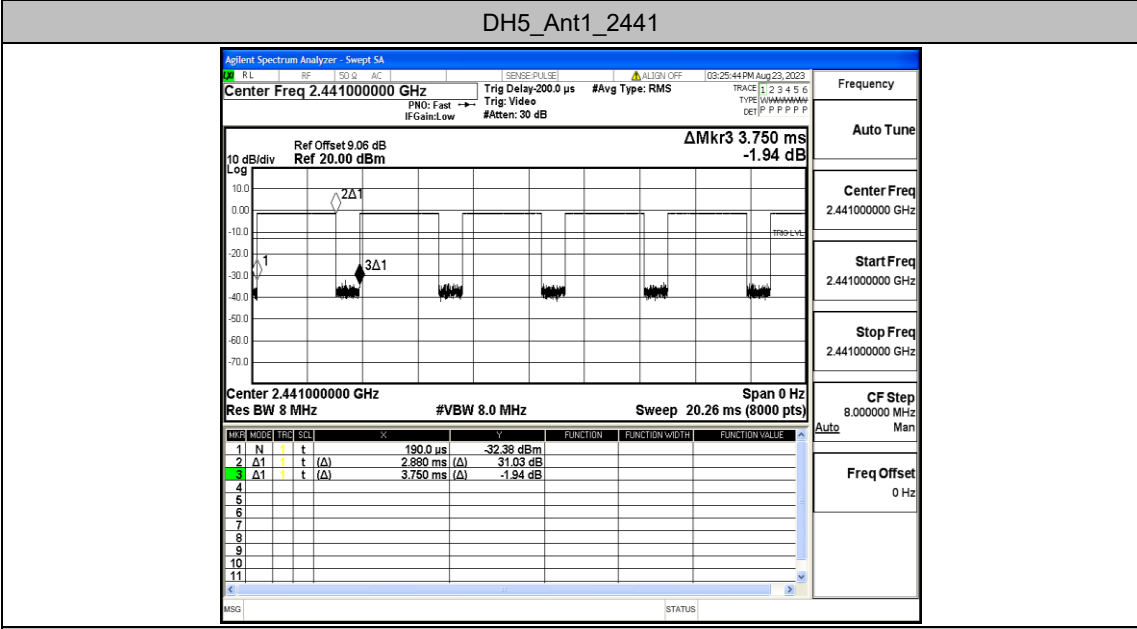 DH5_Ant1_2441
Agilent Spectrum Analyzer - Swept SA
LXI RL RF 50 Ω AC SENSE:PULSE ALIGN OFF 03:25:44 PM Aug 23, 2023
Center Freq 2.441000000 GHz
PNO: Fast
IFGain:Low
Trig Delay-200.0 µs
Trig: Video
#Atten: 30 dB
#Avg Type: RMS
TRACE 1 2 3 4 5 6
TYPE
DET P P P P P P
ΔMkr3 3.750 ms
-1.94 dB
Ref Offset 9.06 dB
10 dB/div Ref 20.00 dBm
Log
10.0
0.00
-10.0
-20.0
-30.0
-40.0
-50.0
-60.0
-70.0
1
2Δ1
3Δ1
TRIG LVL
Center 2.441000000 GHz Span 0 Hz
Res BW 8 MHz #VBW 8.0 MHz Sweep 20.26 ms (8000 pts)
MKR MODE TRC SCL X Y FUNCTION FUNCTION WIDTH FUNCTION VALUE
1 N 1 t 190.0 µs -32.38 dBm
2 Δ1 1 t (Δ) 2.880 ms (Δ) 31.03 dB
3 Δ1 1 t (Δ) 3.750 ms (Δ) -1.94 dB
4
5
6
7
8
9
10
11
MSG STATUS
Frequency
Auto Tune
Center Freq
2.441000000 GHz
Start Freq
2.441000000 GHz
Stop Freq
2.441000000 GHz
CF Step
8.000000 MHz
Auto Man
Freq Offset
0 Hz